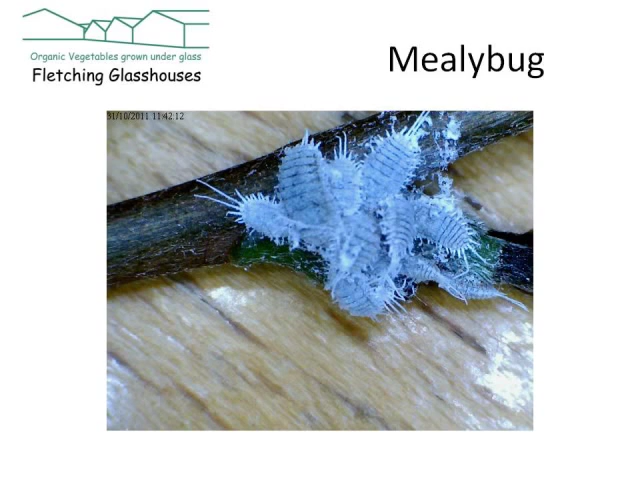 Organic Vegetables grown under glass
Fletching Glasshouses
Mealybug
31/10/2011 11:42:12